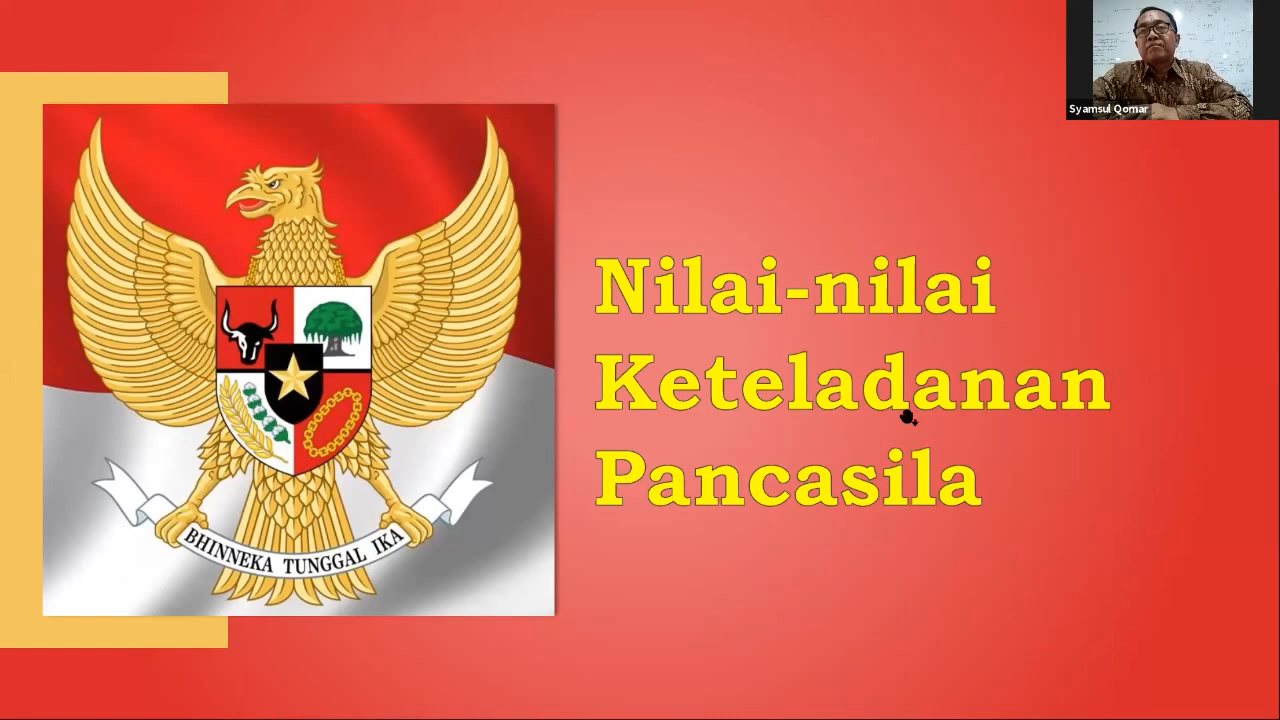 Syamsul Qomar
Nilai-nilai
Keteladanan
Pancasila
BHINNEKA TUNGGAL IKA